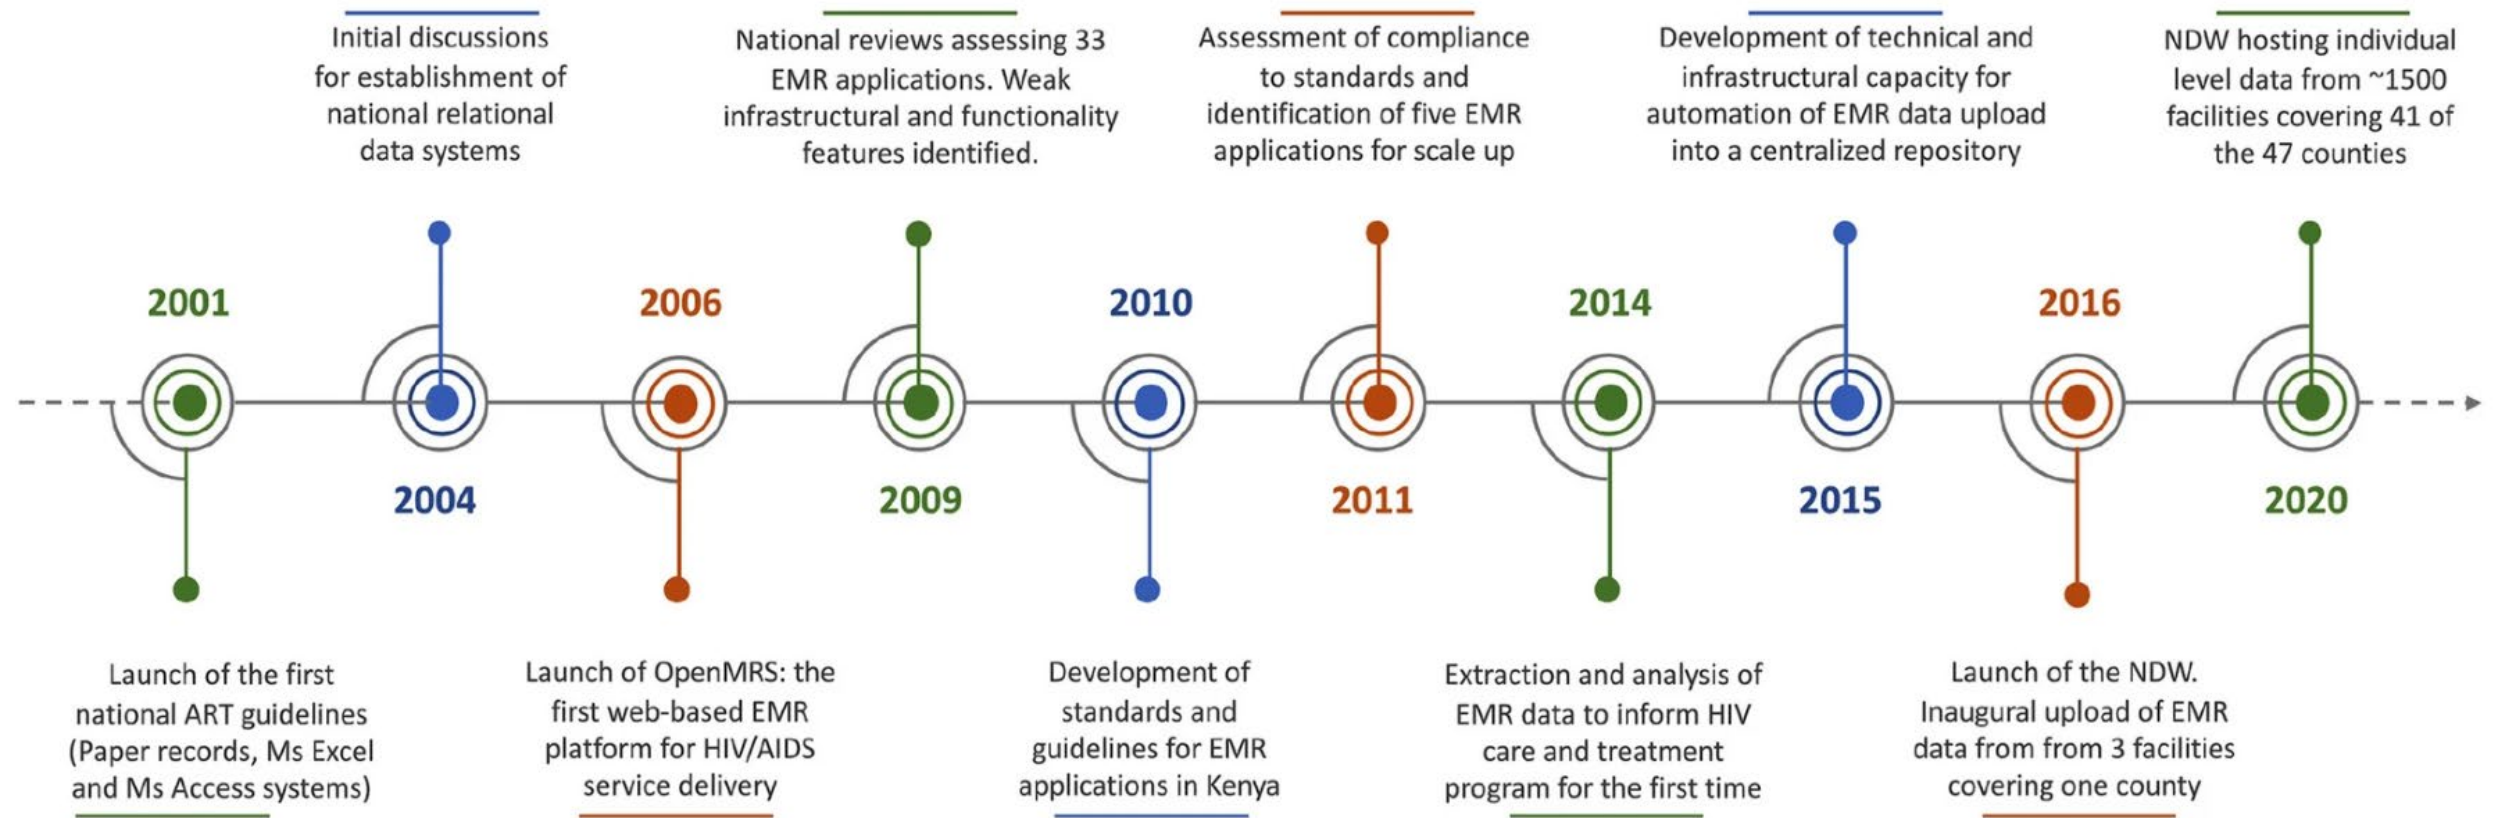 Initial discussions
for establishment of
national relational
data systems
National reviews assessing 33
EMR applications. Weak
infrastructural and functionality
features identified.
Assessment of compliance
to standards and
identification of five EMR
applications for scale up
Development of technical and
infrastructural capacity for
automation of EMR data upload
into a centralized repository
NDW hosting individual
level data from ~1500
facilities covering 41 of
the 47 counties
2001
2006
2010
2014
2016
2004
2009
2011
2015
2020
Launch of the first
national ART guidelines
(Paper records, Ms Excel
and Ms Access systems)
Launch of OpenMRS: the
first web-based EMR
platform for HIV/AIDS
service delivery
Development of
standards and
guidelines for EMR
applications in Kenya
Extraction and analysis of
EMR data to inform HIV
care and treatment
program for the first time
Launch of the NDW.
Inaugural upload of EMR
data from from 3 facilities
covering one county